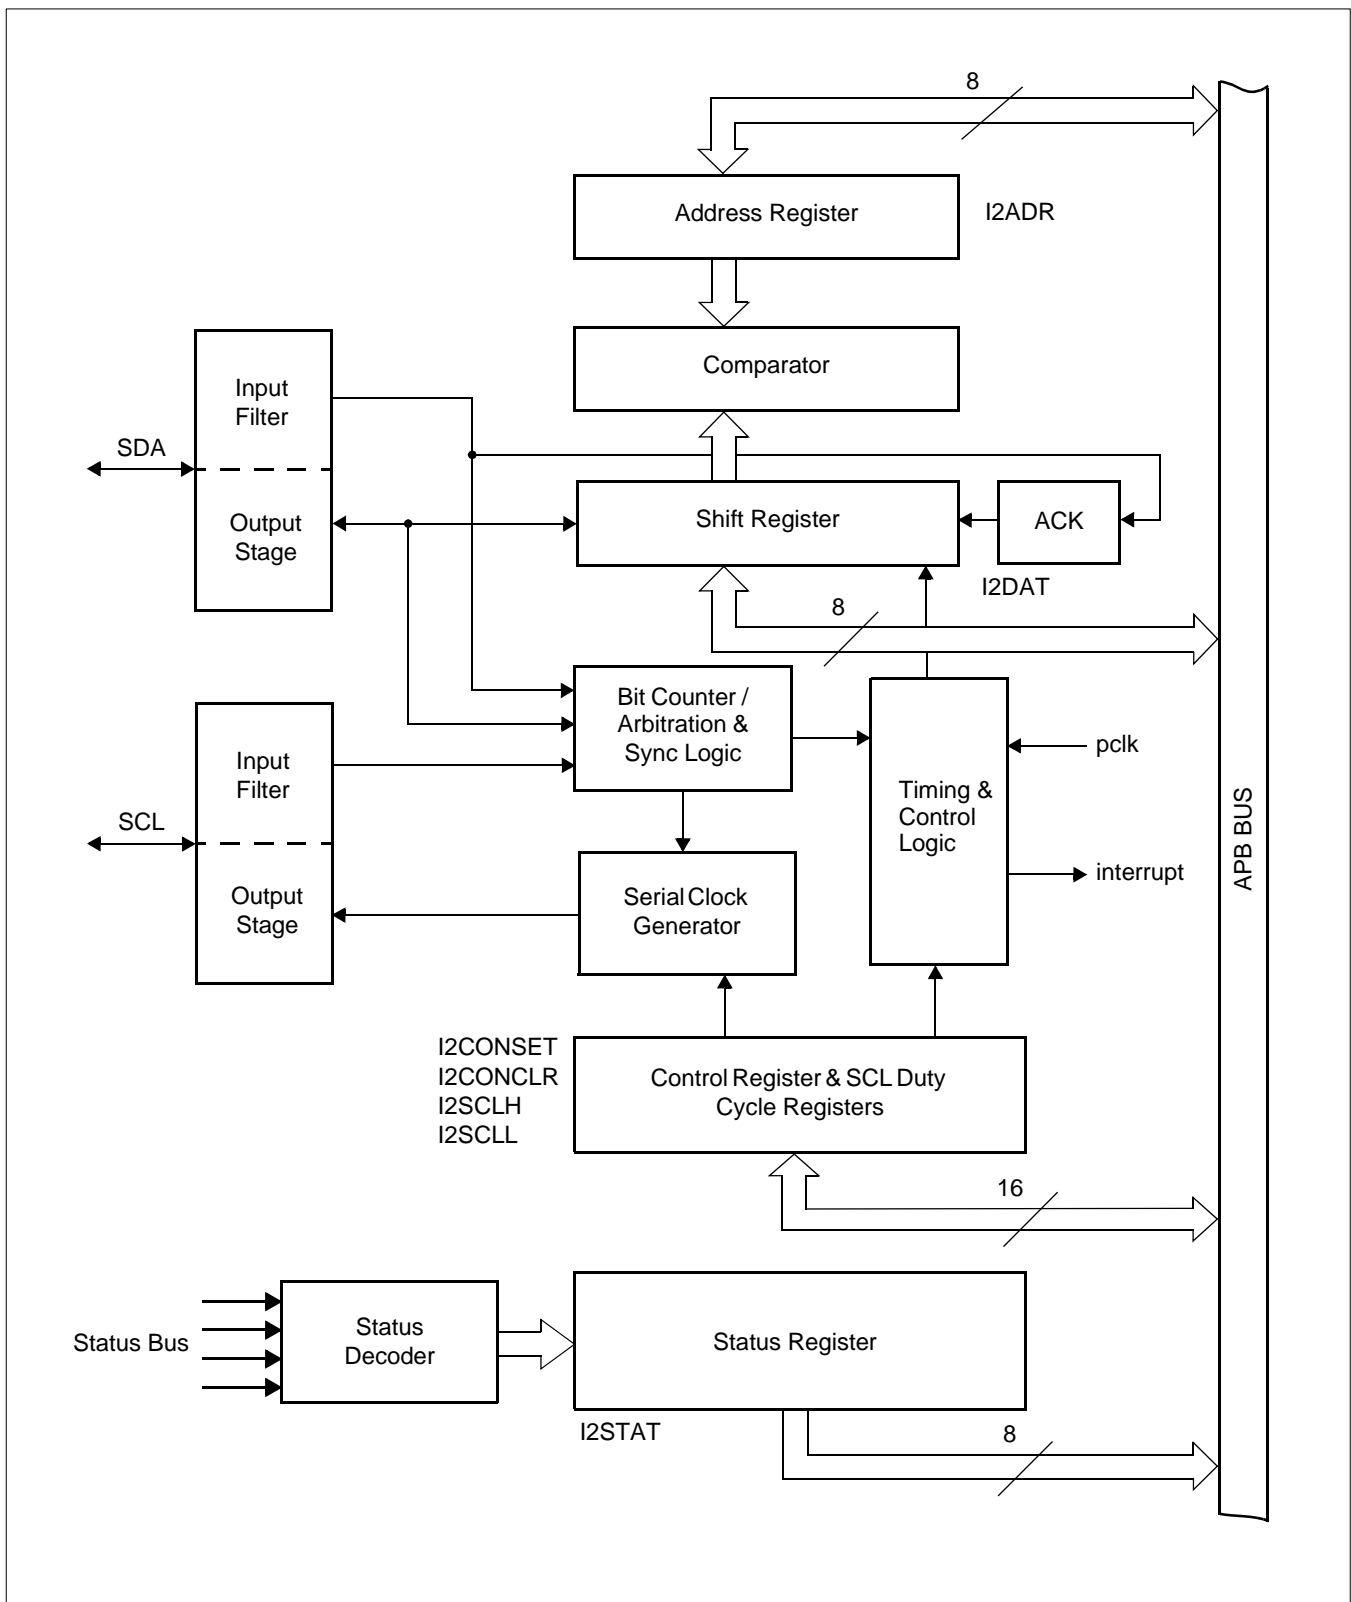 8
Address Register
I2ADR
Comparator
Input
Filter
SDA
Output
Stage
Shift Register
ACK
I2DAT
8
Bit Counter /
Arbitration &
Sync Logic
pclk
Input
Filter
SCL
Output
Stage
Timing &
Control
Logic
interrupt
APB BUS
Serial Clock
Generator
I2CONSET
I2CONCLR
I2SCLH
I2SCLL
Control Register & SCL Duty
Cycle Registers
16
Status Bus
Status
Decoder
Status Register
I2STAT
8